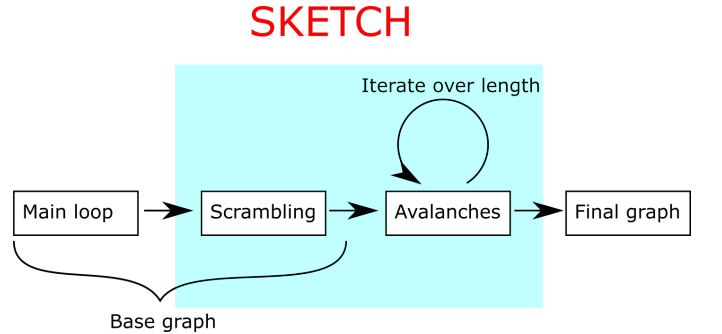 SKETCH
Iterate over length
Main loop
Scrambling
Avalanches
Final graph
Base graph